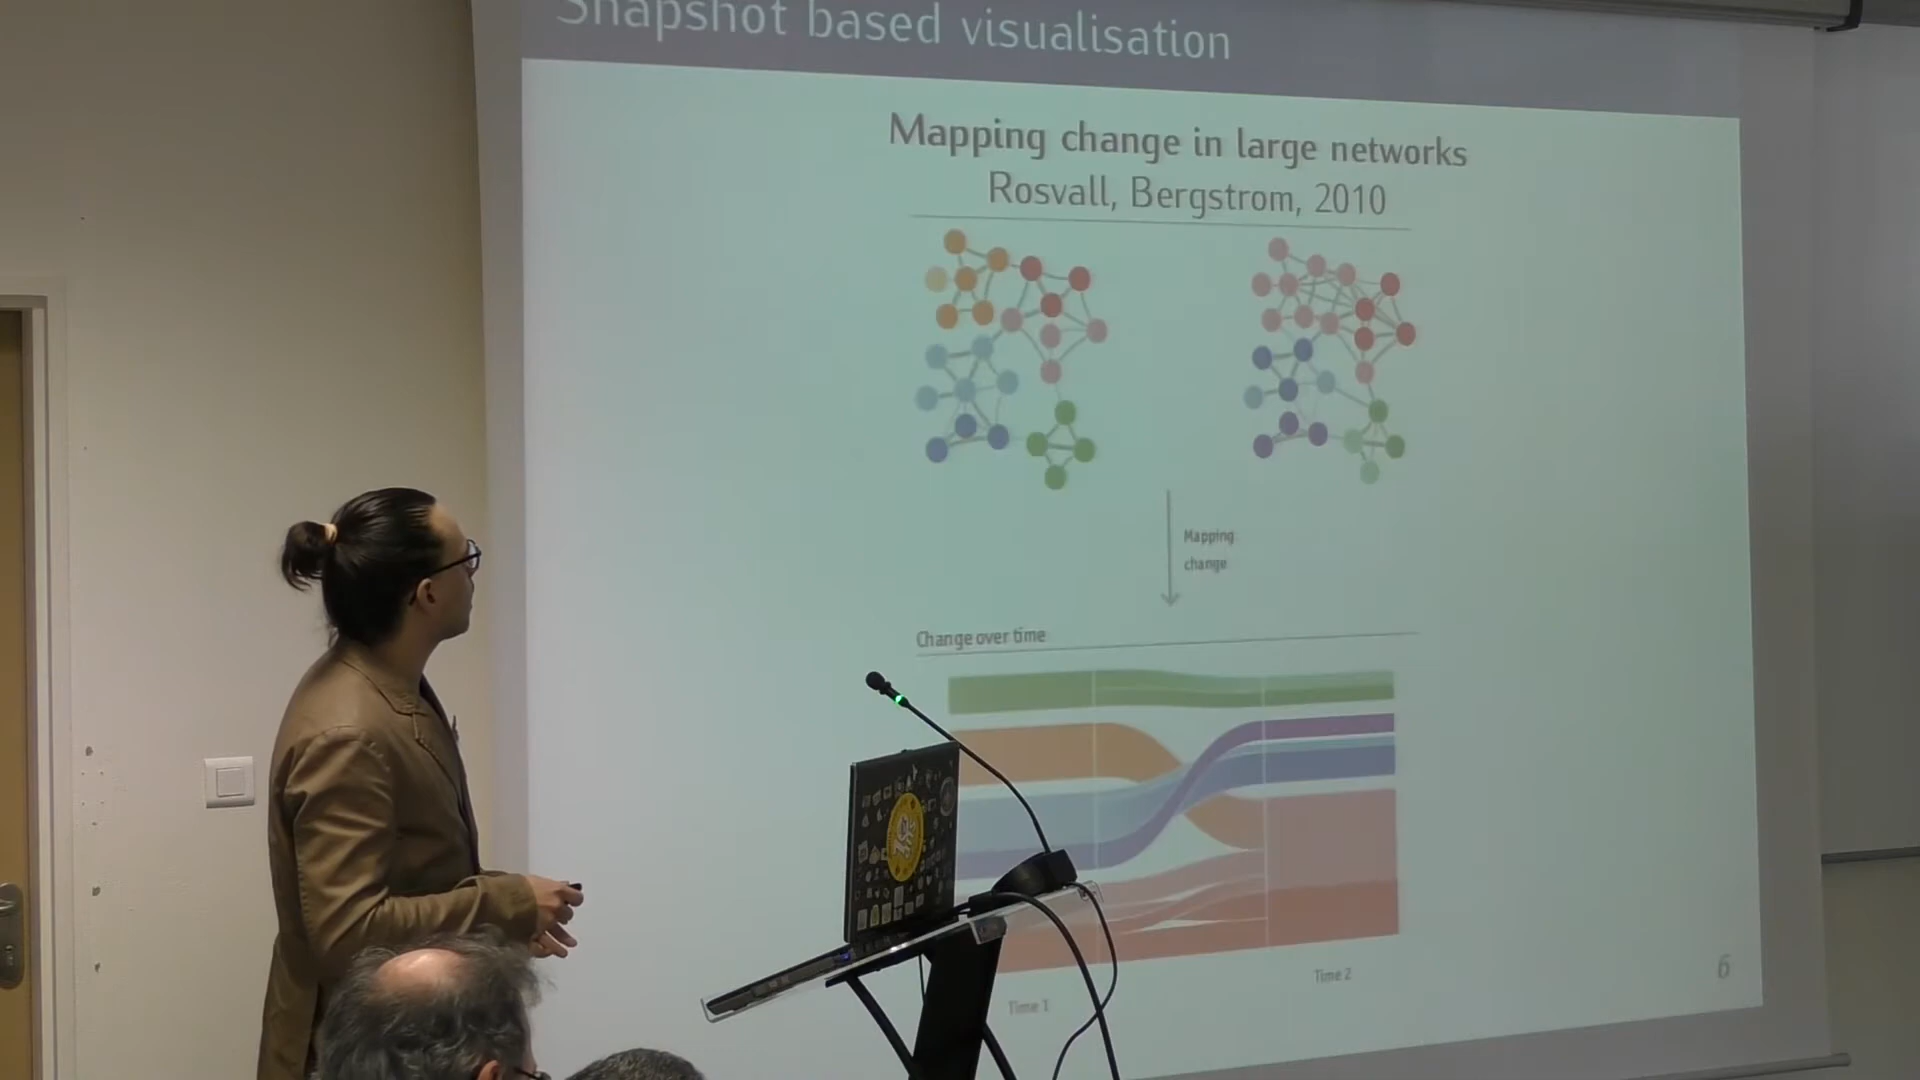 Snapshot based visualisation
Mapping change in large networks
Rosvall, Bergstrom, 2010
Mapping
change
Change over time
Time 1
Time 2
6